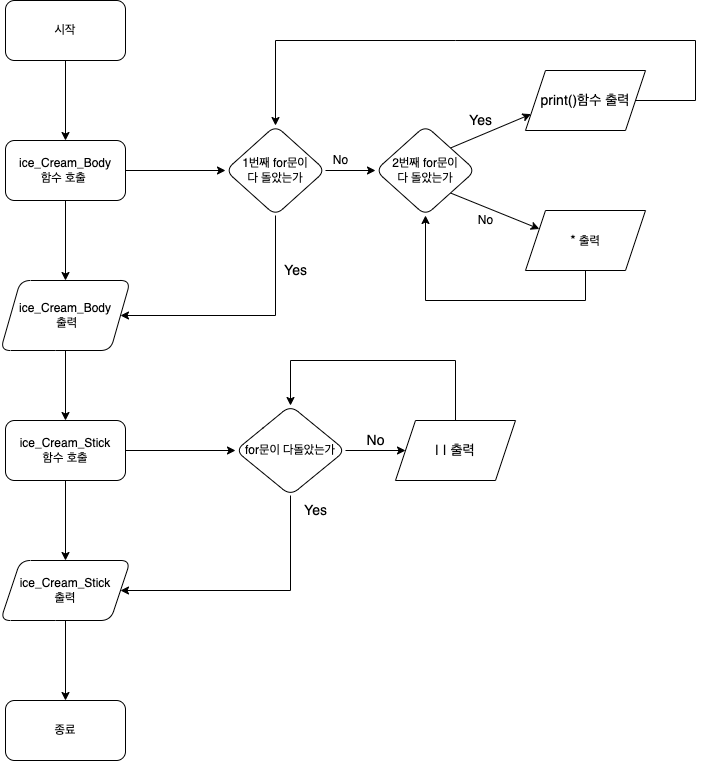 시작
ice_Cream_Body
함수 호출
1번째 for문이
다 돌았는가
No
2번째 for문이
다 돌았는가
Yes
print()함수 출력
No
* 출력
Yes
ice_Cream_Body
출력
ice_Cream_Stick
함수 호출
for문이 다돌았는가
No
| | 출력
Yes
ice_Cream_Stick
출력
종료